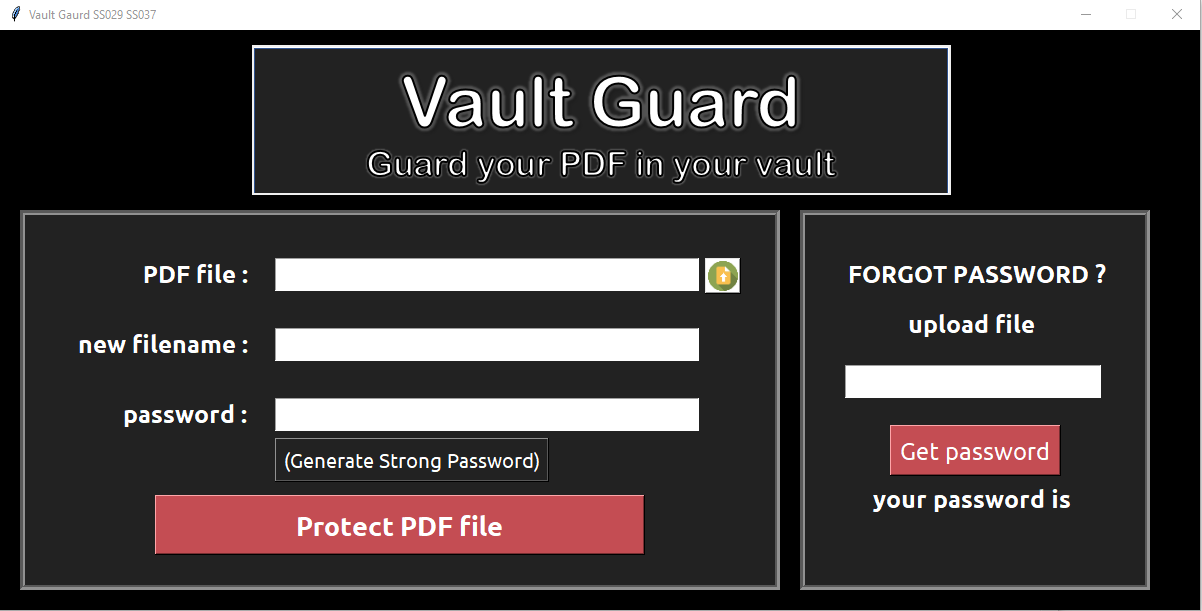 Vault Gaurd SS029 SS037
Vault Guard
Guard your PDF in your vault
PDF file :
new filename :
password :
(Generate Strong Password)
Protect PDF file
FORGOT PASSWORD ?
upload file
Get password
your password is